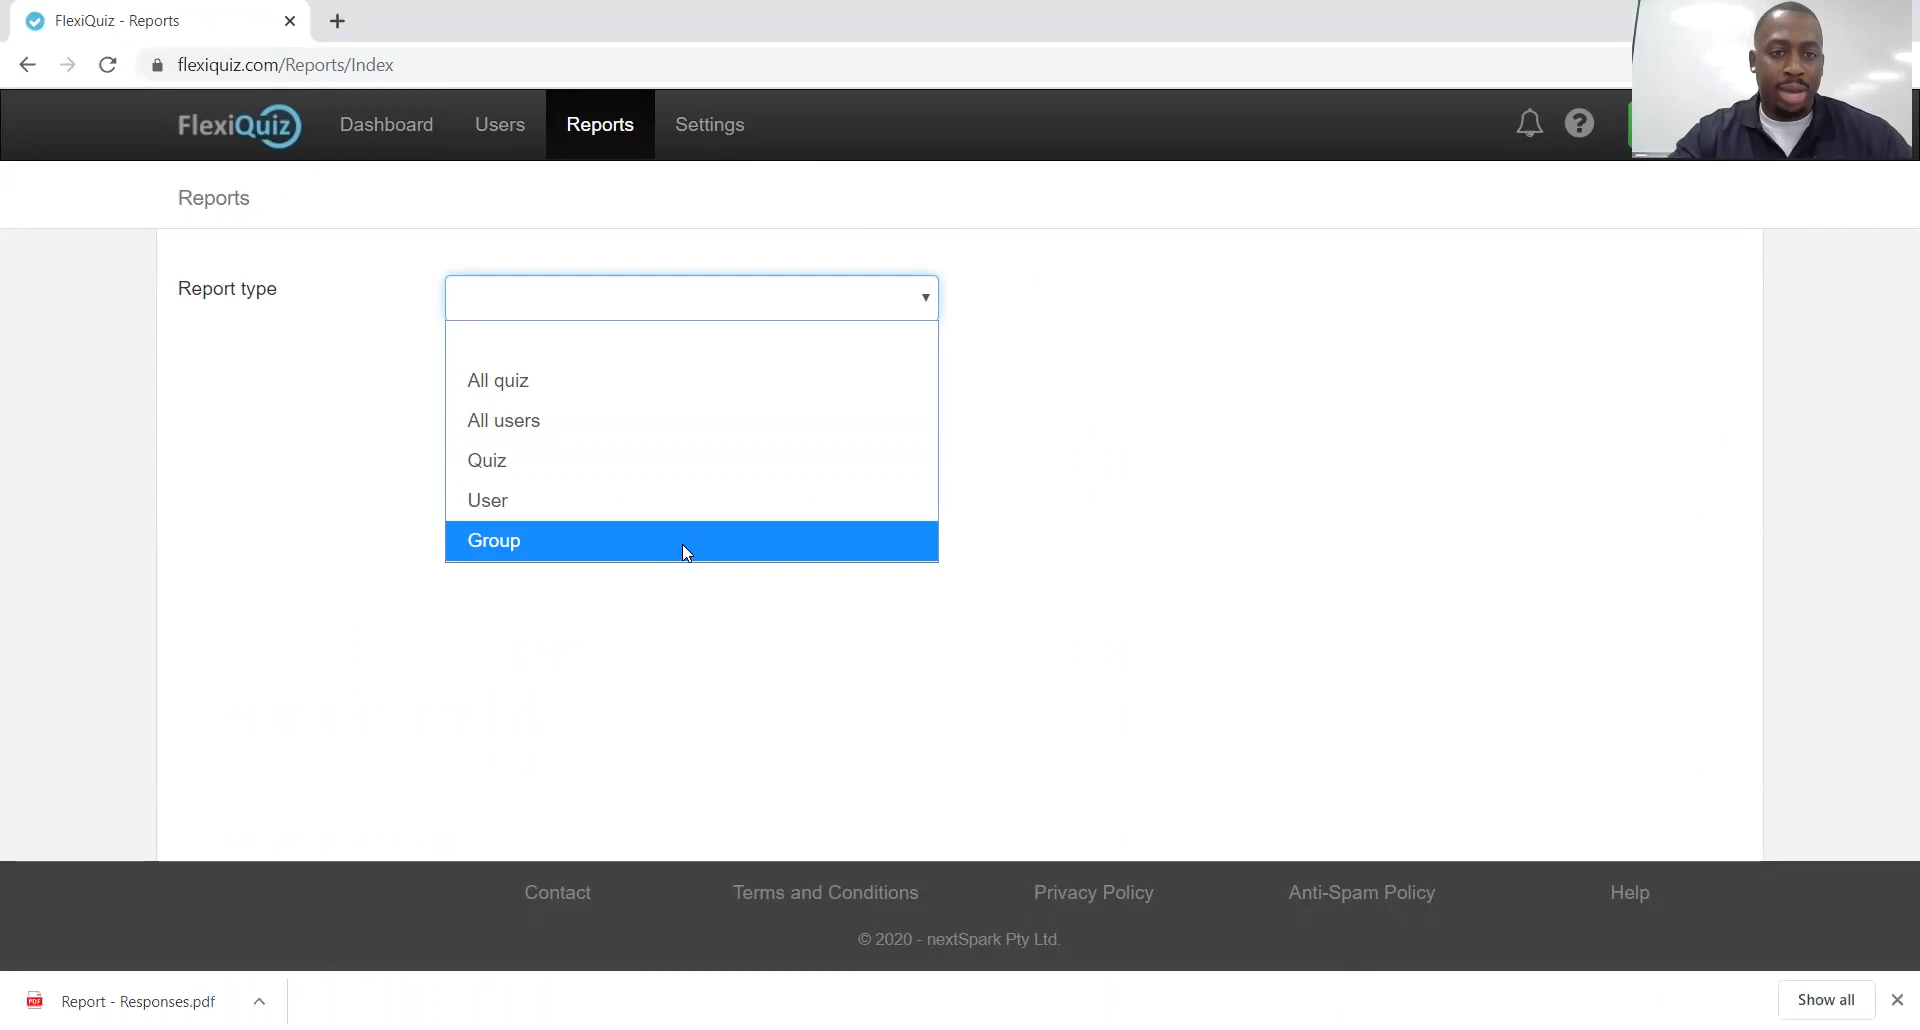 FlexiQuiz - Reports
flexiquiz.com/Reports/Index
FlexiQuiz Dashboard Users Reports Settings
Reports
Report type
All quiz
All users
Quiz
User
Group
Contact Terms and Conditions Privacy Policy Anti-Spam Policy Help
© 2020 - nextSpark Pty Ltd.
PDF Report - Responses.pdf Show all